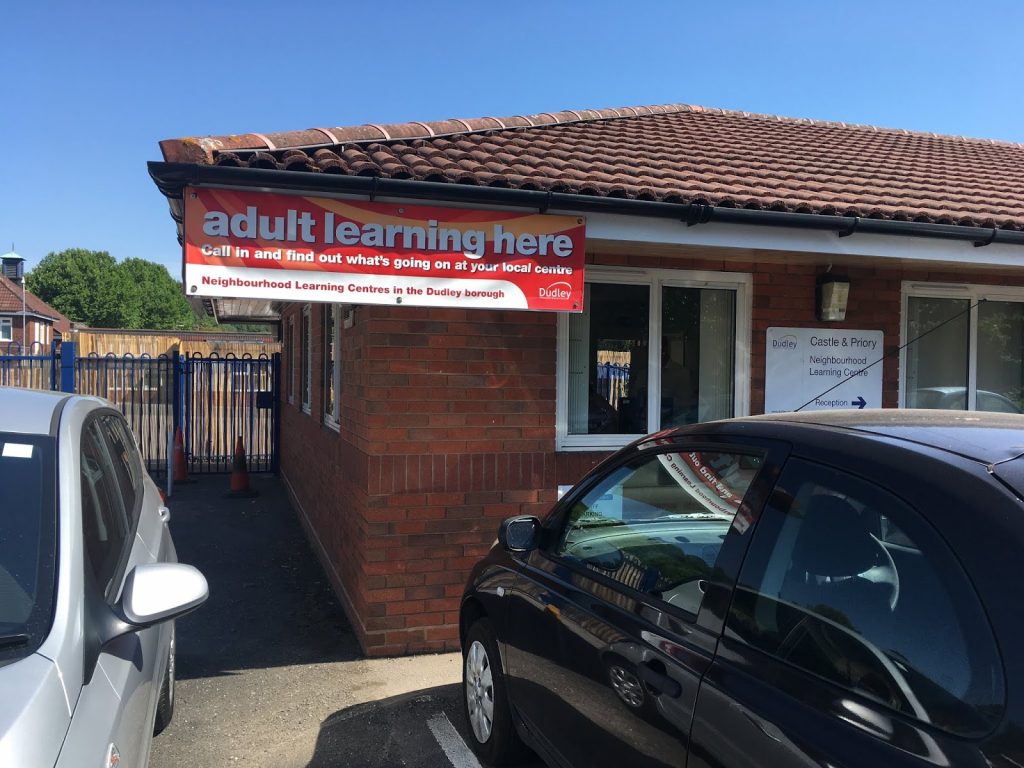 adult learning here
Call in and find out what's going on at your local centre
Neighbourhood Learning Centres in the Dudley borough
Dudley
Dudley
Castle & Priory
Neighbourhood
Learning Centre
Reception